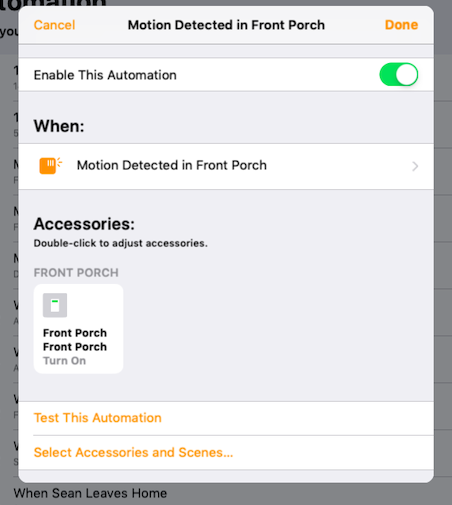 tomation
Cancel
Motion Detected in Front Porch
Done
Enable This Automation
When:
Motion Detected in Front Porch
Accessories:
Double-click to adjust accessories.
FRONT PORCH
Front Porch
Front Porch
Turn On
Test This Automation
Select Accessories and Scenes...
When Sean Leaves Home